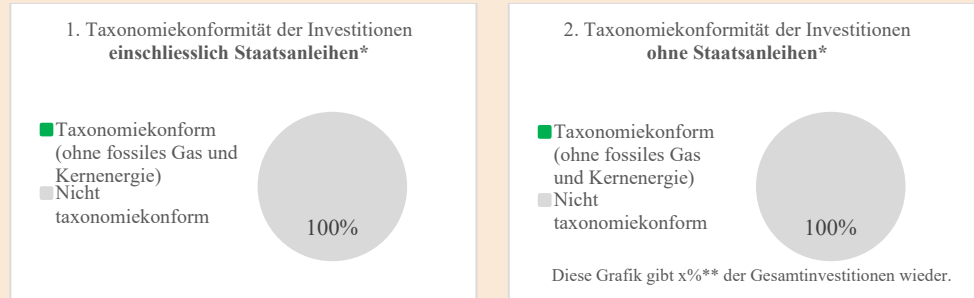 1. Taxonomiekonformität der Investitionen
einschliesslich Staatsanleihen*
Taxonomiekonform
(ohne fossiles Gas und
Kernenergie)
Nicht
taxonomiekonform
100%
2. Taxonomiekonformität der Investitionen
ohne Staatsanleihen*
Taxonomiekonform
(ohne fossiles Gas
und Kernenergie)
Nicht
taxonomiekonform
100%
Diese Grafik gibt x%** der Gesamtinvestitionen wieder.